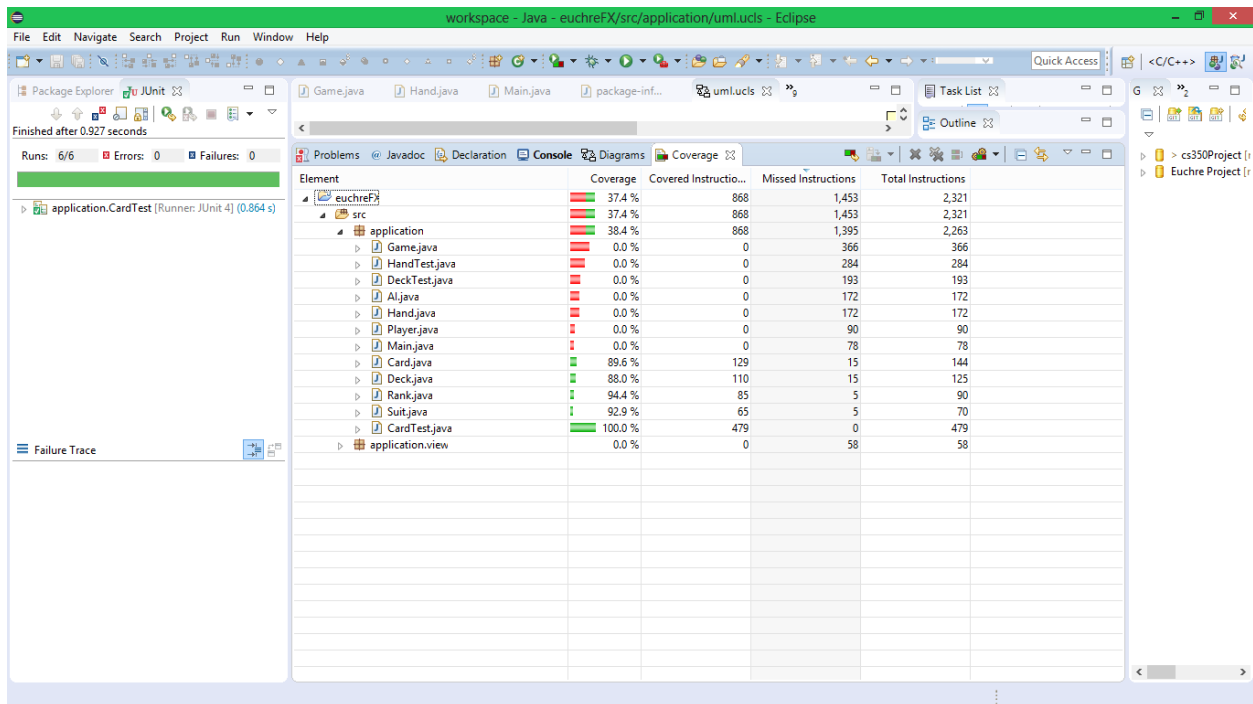 workspace - Java - euchreFX/src/application/uml.ucls - Eclipse
File Edit Navigate Search Project Run Window Help
Quick Access <C/C++>
Package Explorer JUnit
Finished after 0.927 seconds
Runs: 6/6 Errors: 0 Failures: 0
application.CardTest [Runner: JUnit 4] (0.864 s)
Failure Trace
Game.java Hand.java Main.java package-inf... uml.ucls »9
Task List
Outline
G »2
> cs350Project [r
Euchre Project [r
Problems @ Javadoc Declaration Console Diagrams Coverage
Element Coverage Covered Instructio... Missed Instructions Total Instructions
euchreFX 37.4 % 868 1,453 2,321
src 37.4 % 868 1,453 2,321
application 38.4 % 868 1,395 2,263
Game.java 0.0 % 0 366 366
HandTest.java 0.0 % 0 284 284
DeckTest.java 0.0 % 0 193 193
AI.java 0.0 % 0 172 172
Hand.java 0.0 % 0 172 172
Player.java 0.0 % 0 90 90
Main.java 0.0 % 0 78 78
Card.java 89.6 % 129 15 144
Deck.java 88.0 % 110 15 125
Rank.java 94.4 % 85 5 90
Suit.java 92.9 % 65 5 70
CardTest.java 100.0 % 479 0 479
application.view 0.0 % 0 58 58